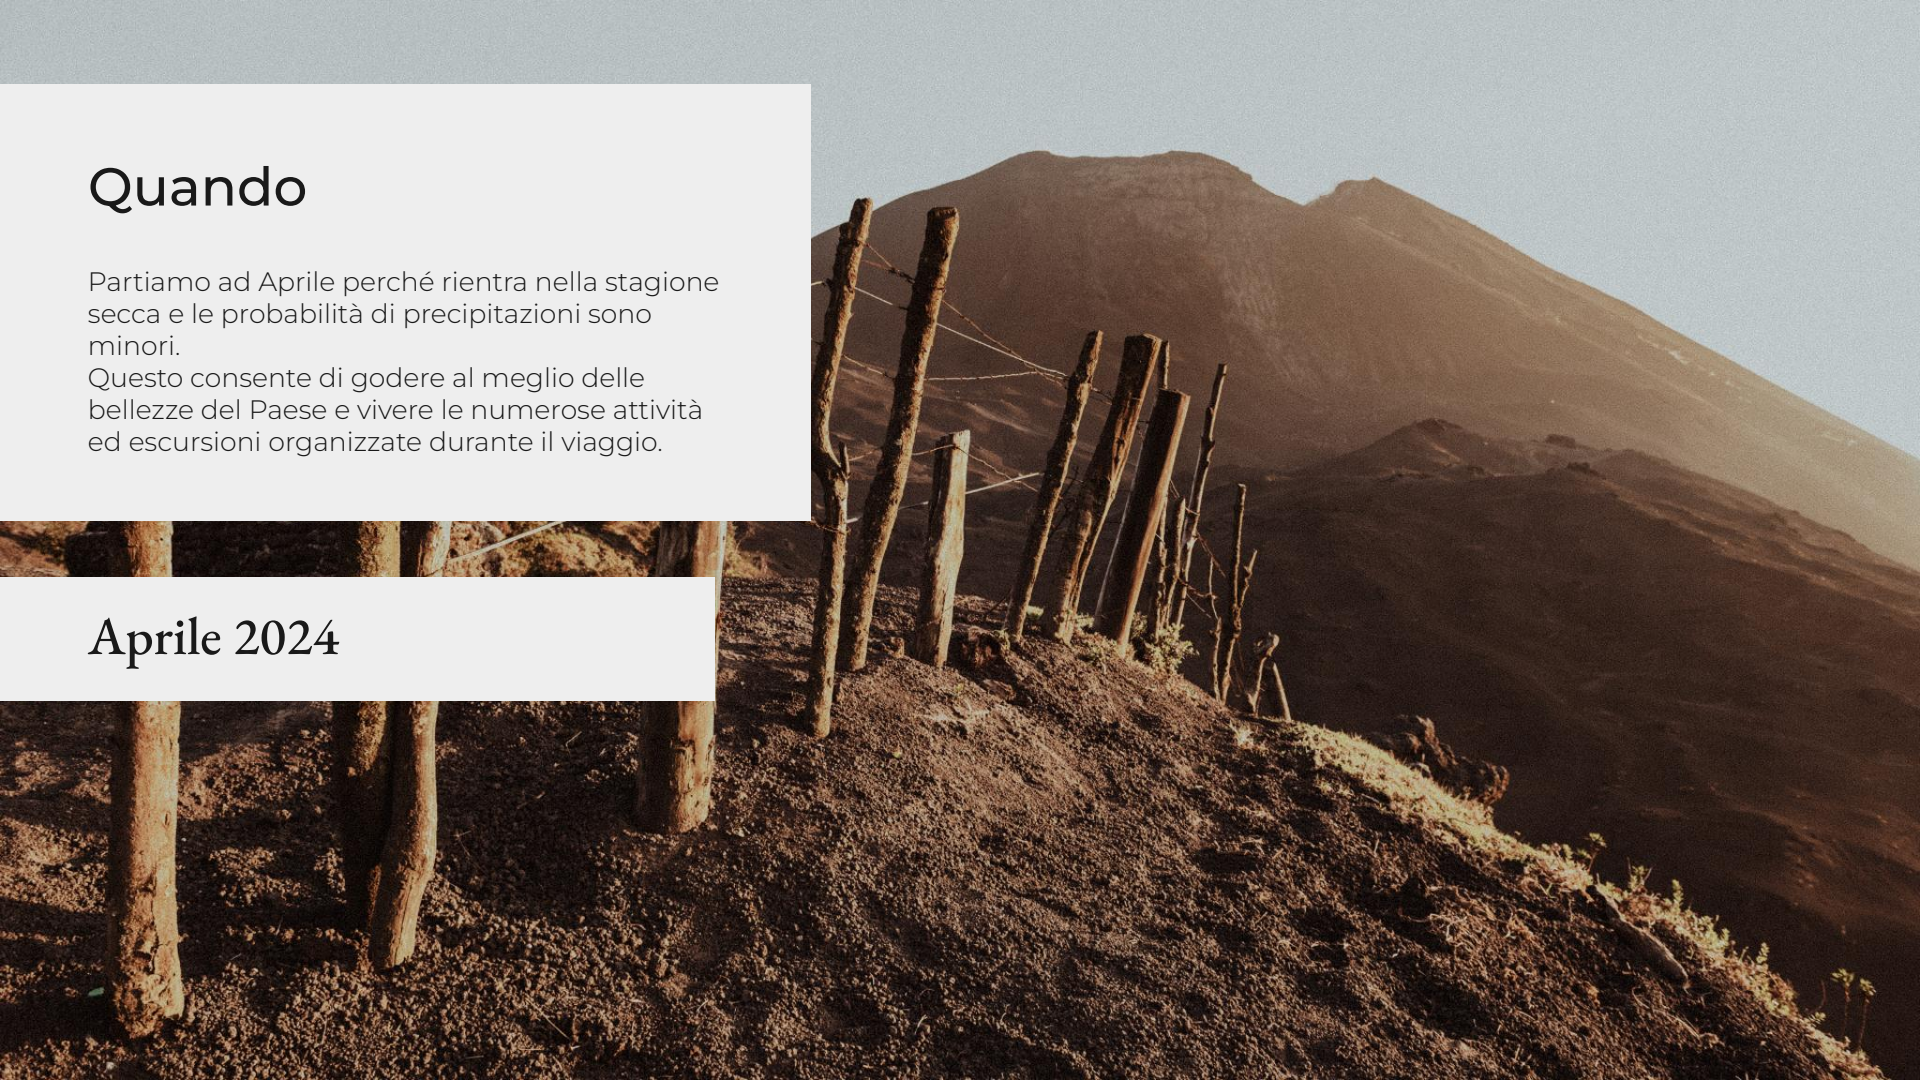 Quando
Partiamo ad Aprile perché rientra nella stagione
secca e le probabilità di precipitazioni sono
minori.
Questo consente di godere al meglio delle
bellezze del Paese e vivere le numerose attività
ed escursioni organizzate durante il viaggio.
Aprile 2024